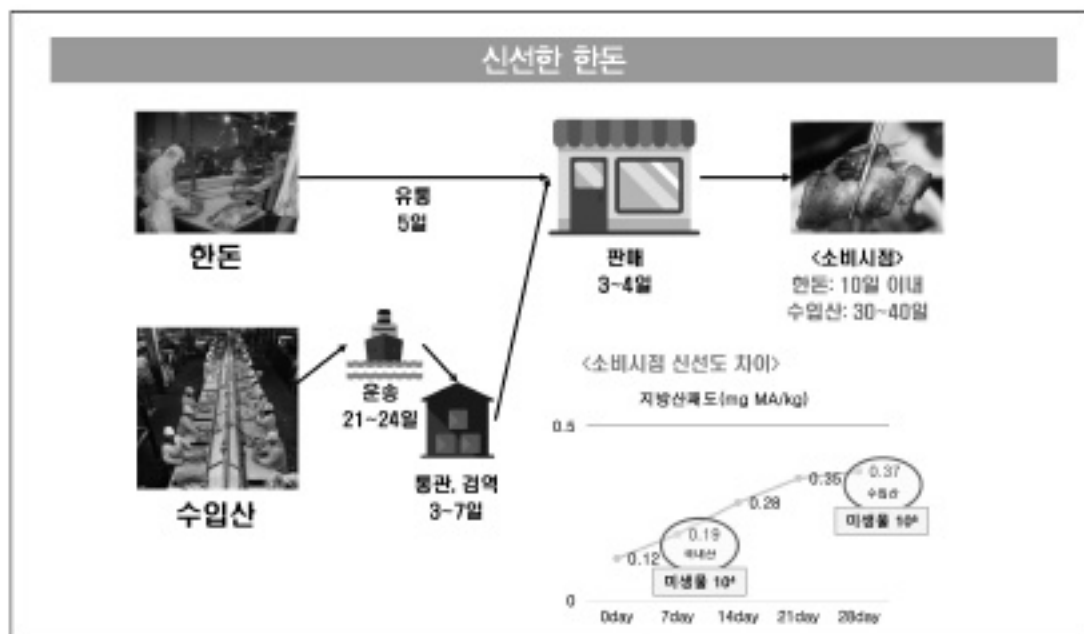 신선한 한돈
한돈
유통
5일
판매
3~4일
<소비시점>
한돈: 10일 이내
수입산: 30~40일
수입산
운송
21~24일
통관, 검역
3~7일
<소비시점 신선도 차이>
지방산패도(mg MA/kg)
0.5
0.37
수입산
0.35
미생물 10⁶
0.28
0.19
0.12
미생물 10⁴
0
0day 7day 14day 21day 28day